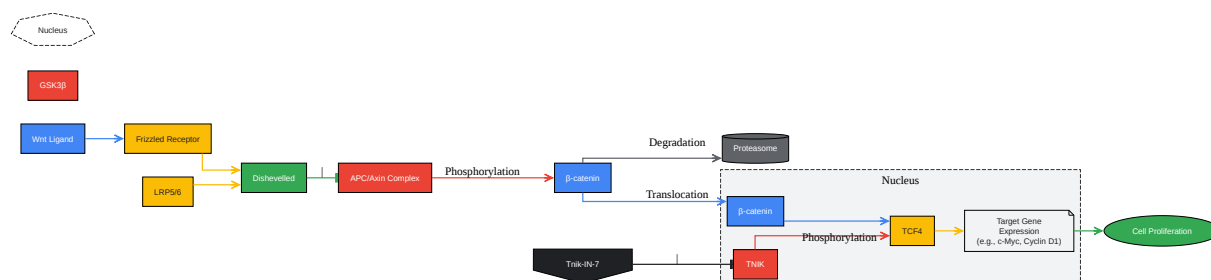 Nucleus
GSK3β
Wnt Ligand
Frizzled Receptor
LRP5/6
Dishevelled
APC/Axin Complex
Phosphorylation
β-catenin
Degradation
Proteasome
Translocation
Nucleus
β-catenin
Phosphorylation
TCF4
Target Gene
Expression
(e.g., c-Myc, Cyclin D1)
Cell Proliferation
Tnik-IN-7
TNIK